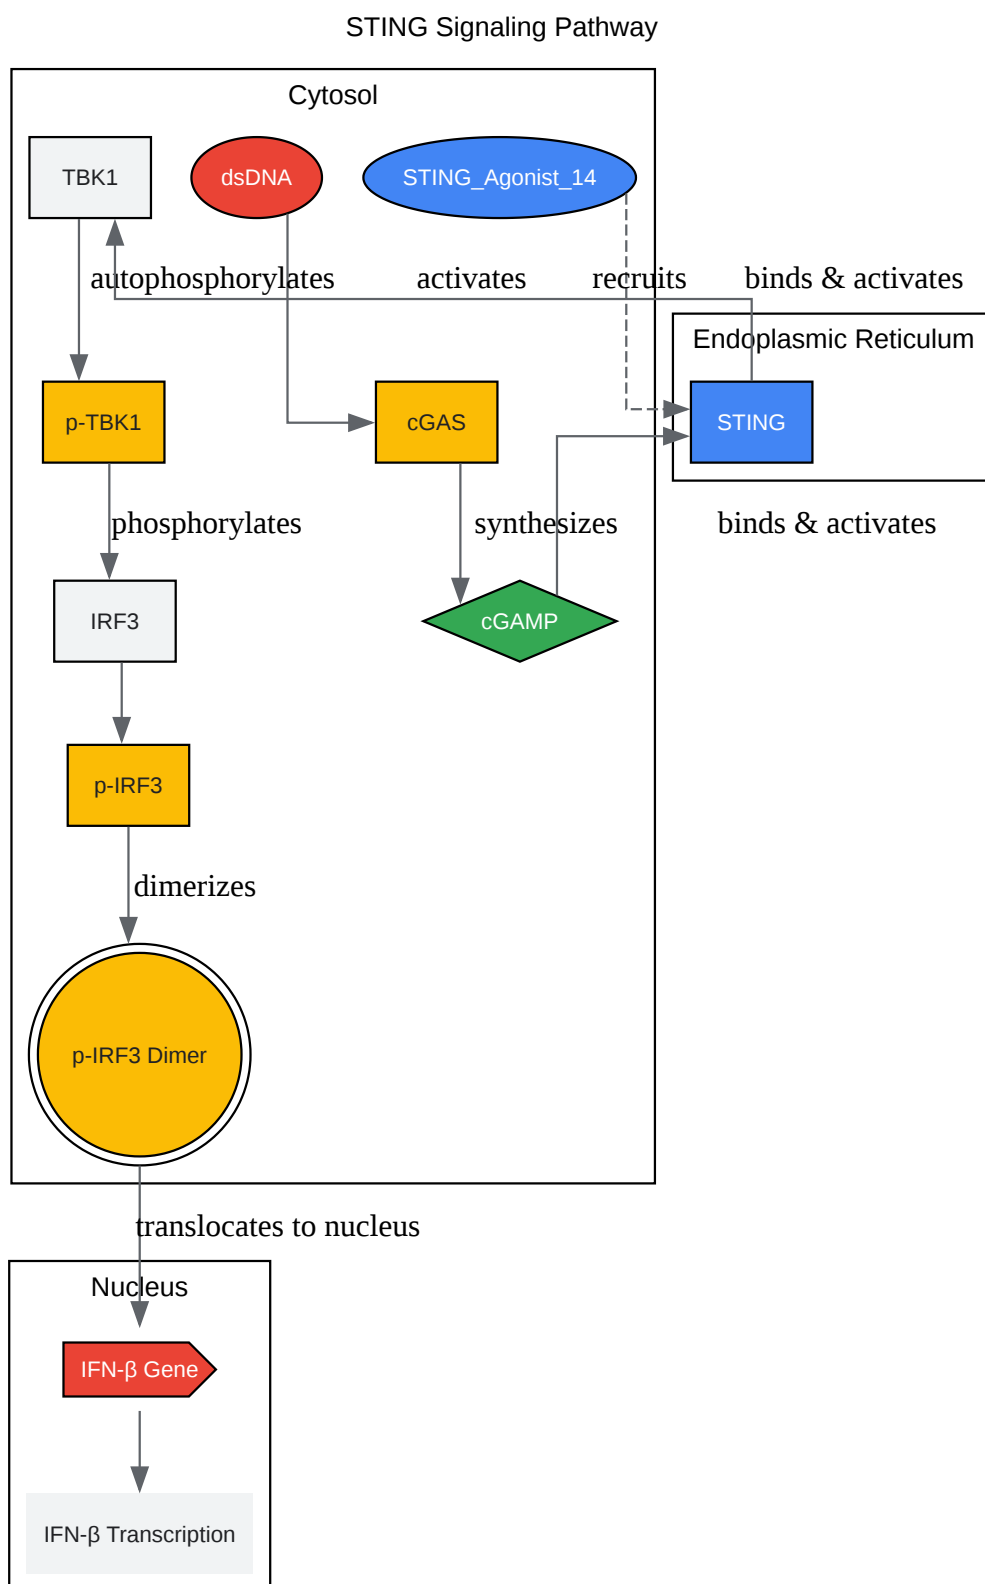 STING Signaling Pathway
Cytosol
TBK1
dsDNA
STING_Agonist_14
autophosphorylates
activates
recruits
binds & activates
Endoplasmic Reticulum
p-TBK1
cGAS
STING
phosphorylates
synthesizes
binds & activates
IRF3
cGAMP
p-IRF3
dimerizes
p-IRF3 Dimer
translocates to nucleus
Nucleus
IFN-β Gene
IFN-β Transcription